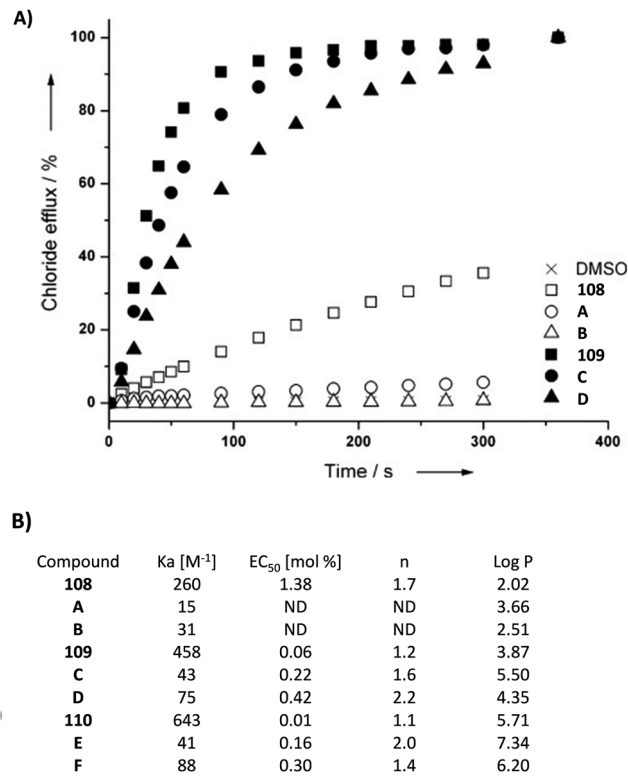 A)
100
80
60
40
20
0
Chloride efflux / %
0 100 200 300 400
Time / s
DMSO
108
A
B
109
C
D
B)
Compound Ka [M⁻¹] EC₅₀ [mol %] n Log P
108 260 1.38 1.7 2.02
A 15 ND ND 3.66
B 31 ND ND 2.51
109 458 0.06 1.2 3.87
C 43 0.22 1.6 5.50
D 75 0.42 2.2 4.35
110 643 0.01 1.1 5.71
E 41 0.16 2.0 7.34
F 88 0.30 1.4 6.20